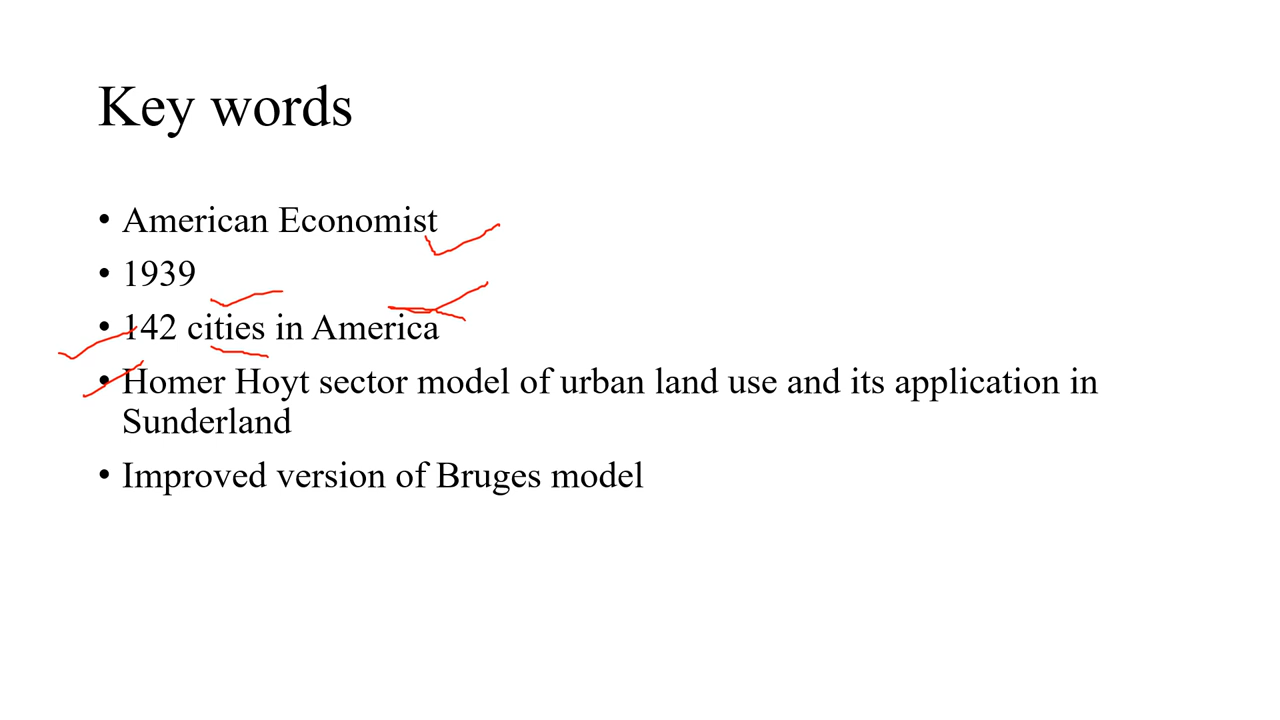 Key words
• American Economist
• 1939
• 142 cities in America
• Homer Hoyt sector model of urban land use and its application in
Sunderland
• Improved version of Bruges model